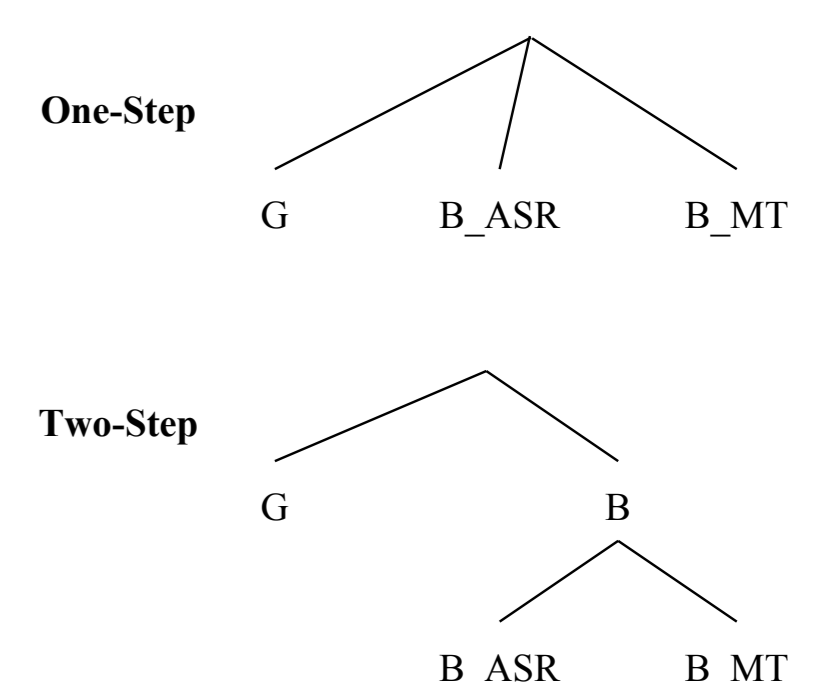 One-Step
G B_ASR B_MT
Two-Step
G B
B_ASR B_MT